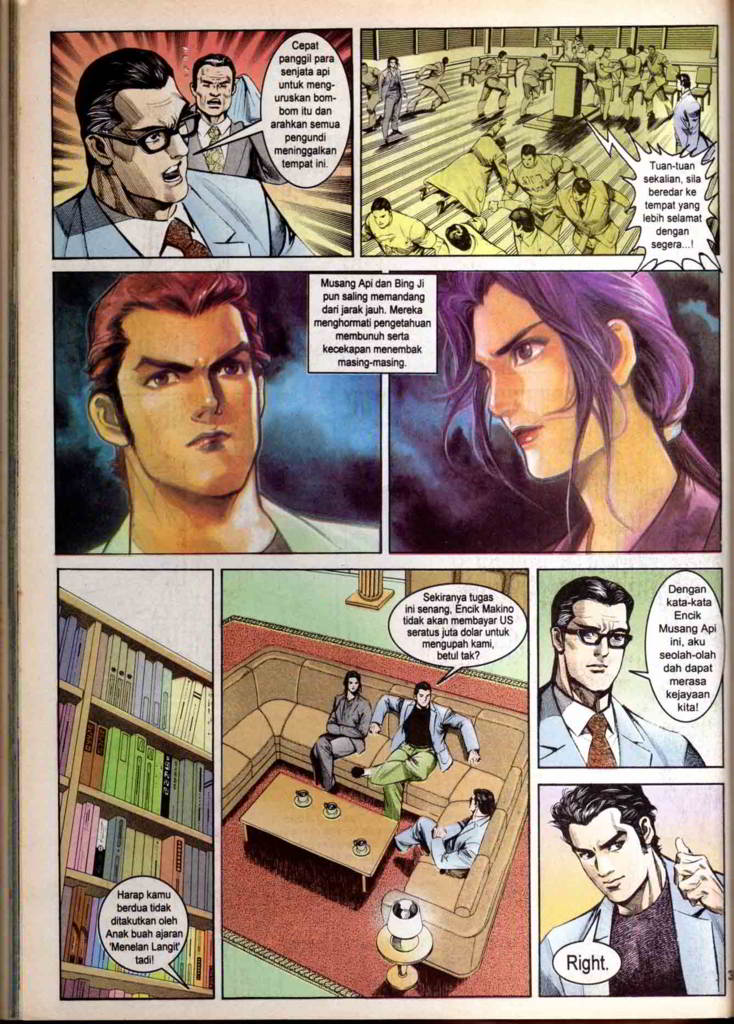 Cepat
panggil para
senjata api
untuk meng-
uruskan bom-
bom itu dan
arahkan semua
pengundi
meninggalkan
tempat ini.
Tuan-tuan
sekalian, sila
beredar ke
tempat yang
lebih selamat
dengan
segera...!
Musang Api dan Bing Ji
pun saling memandang
dari jarak jauh. Mereka
menghormati pengetahuan
membunuh serta
kecekapan menembak
masing-masing.
Harap kamu
berdua tidak
ditakutkan oleh
Anak buah ajaran
'Menelan Langit'
tadi!
Sekiranya tugas
ini senang, Encik Makino
tidak akan membayar US
seratus juta dolar untuk
mengupah kami,
betul tak?
Dengan
kata-kata
Encik
Musang Api
ini, aku
seolah-olah
dah dapat
merasa
kejayaan
kita!
Right.
3